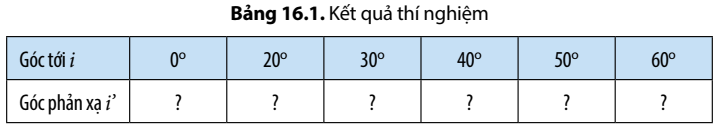 Bảng 16.1. Kết quả thí nghiệm
Góc tới i 0° 20° 30° 40° 50° 60°
Góc phản xạ i’ ? ? ? ? ? ?